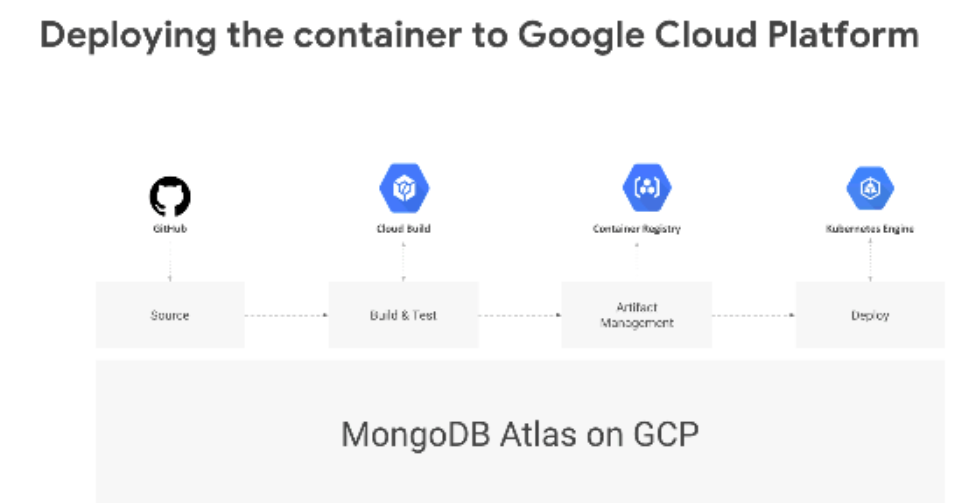 Deploying the container to Google Cloud Platform
GitHub
Cloud Build
Container Registry
Kubernetes Engine
Source
Build & Test
Artifact
Management
Deploy
MongoDB Atlas on GCP